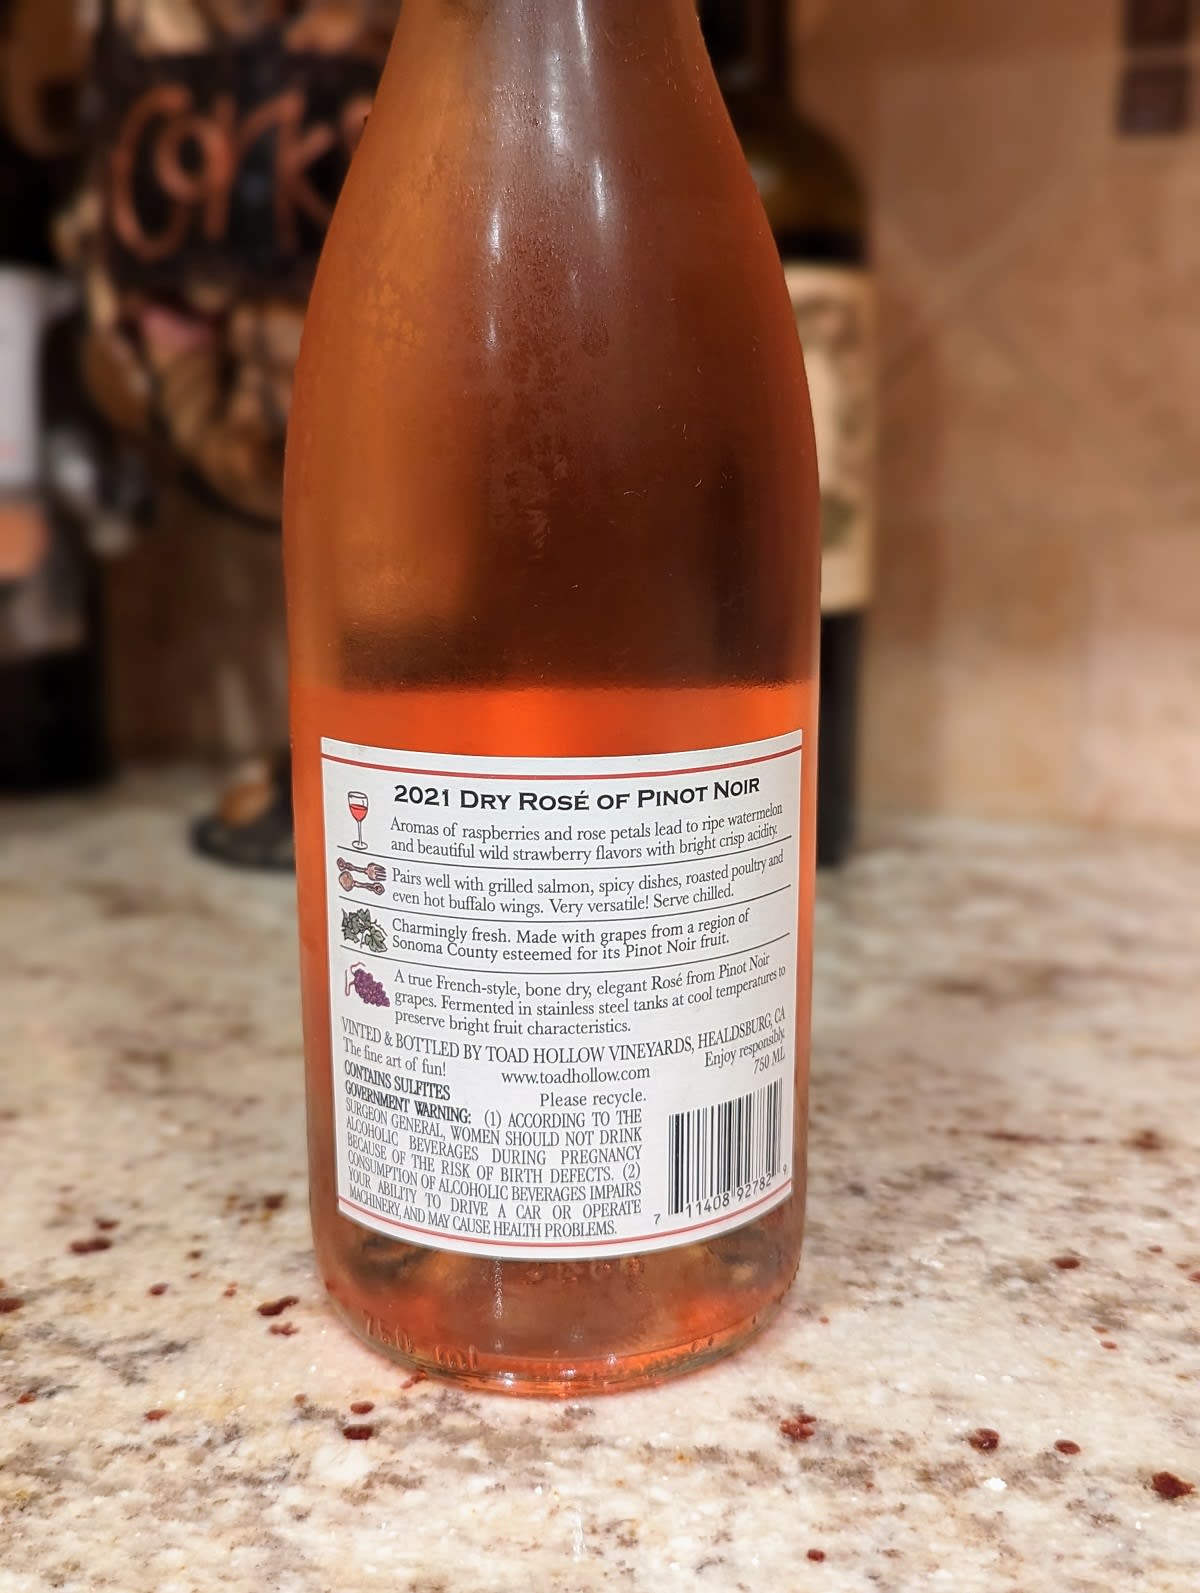 Corks
2021 DRY ROSÉ OF PINOT NOIR
Aromas of raspberries and rose petals lead to ripe watermelon
and beautiful wild strawberry flavors with bright crisp acidity.
Pairs well with grilled salmon, spicy dishes, roasted poultry and
even hot buffalo wings. Very versatile! Serve chilled.
Charmingly fresh. Made with grapes from a region of
Sonoma County esteemed for its Pinot Noir fruit.
A true French-style, bone dry, elegant Rosé from Pinot Noir
grapes. Fermented in stainless steel tanks at cool temperatures to
preserve bright fruit characteristics.
VINTED & BOTTLED BY TOAD HOLLOW VINEYARDS, HEALDSBURG, CA
The fine art of fun! www.toadhollow.com Enjoy responsibly.
CONTAINS SULFITES Please recycle. 750 ML
GOVERNMENT WARNING: (1) ACCORDING TO THE
SURGEON GENERAL, WOMEN SHOULD NOT DRINK
ALCOHOLIC BEVERAGES DURING PREGNANCY
BECAUSE OF THE RISK OF BIRTH DEFECTS. (2)
CONSUMPTION OF ALCOHOLIC BEVERAGES IMPAIRS
YOUR ABILITY TO DRIVE A CAR OR OPERATE
MACHINERY, AND MAY CAUSE HEALTH PROBLEMS.
7 11408 92782 9
750 ml